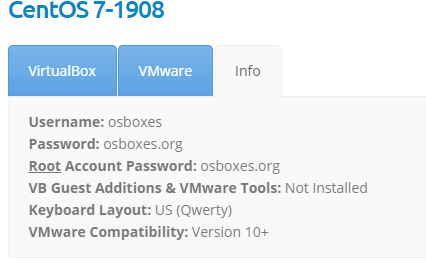 CentOS 7-1908
VirtualBox VMware Info
Username: osboxes
Password: osboxes.org
Root Account Password: osboxes.org
VB Guest Additions & VMware Tools: Not Installed
Keyboard Layout: US (Qwerty)
VMware Compatibility: Version 10+